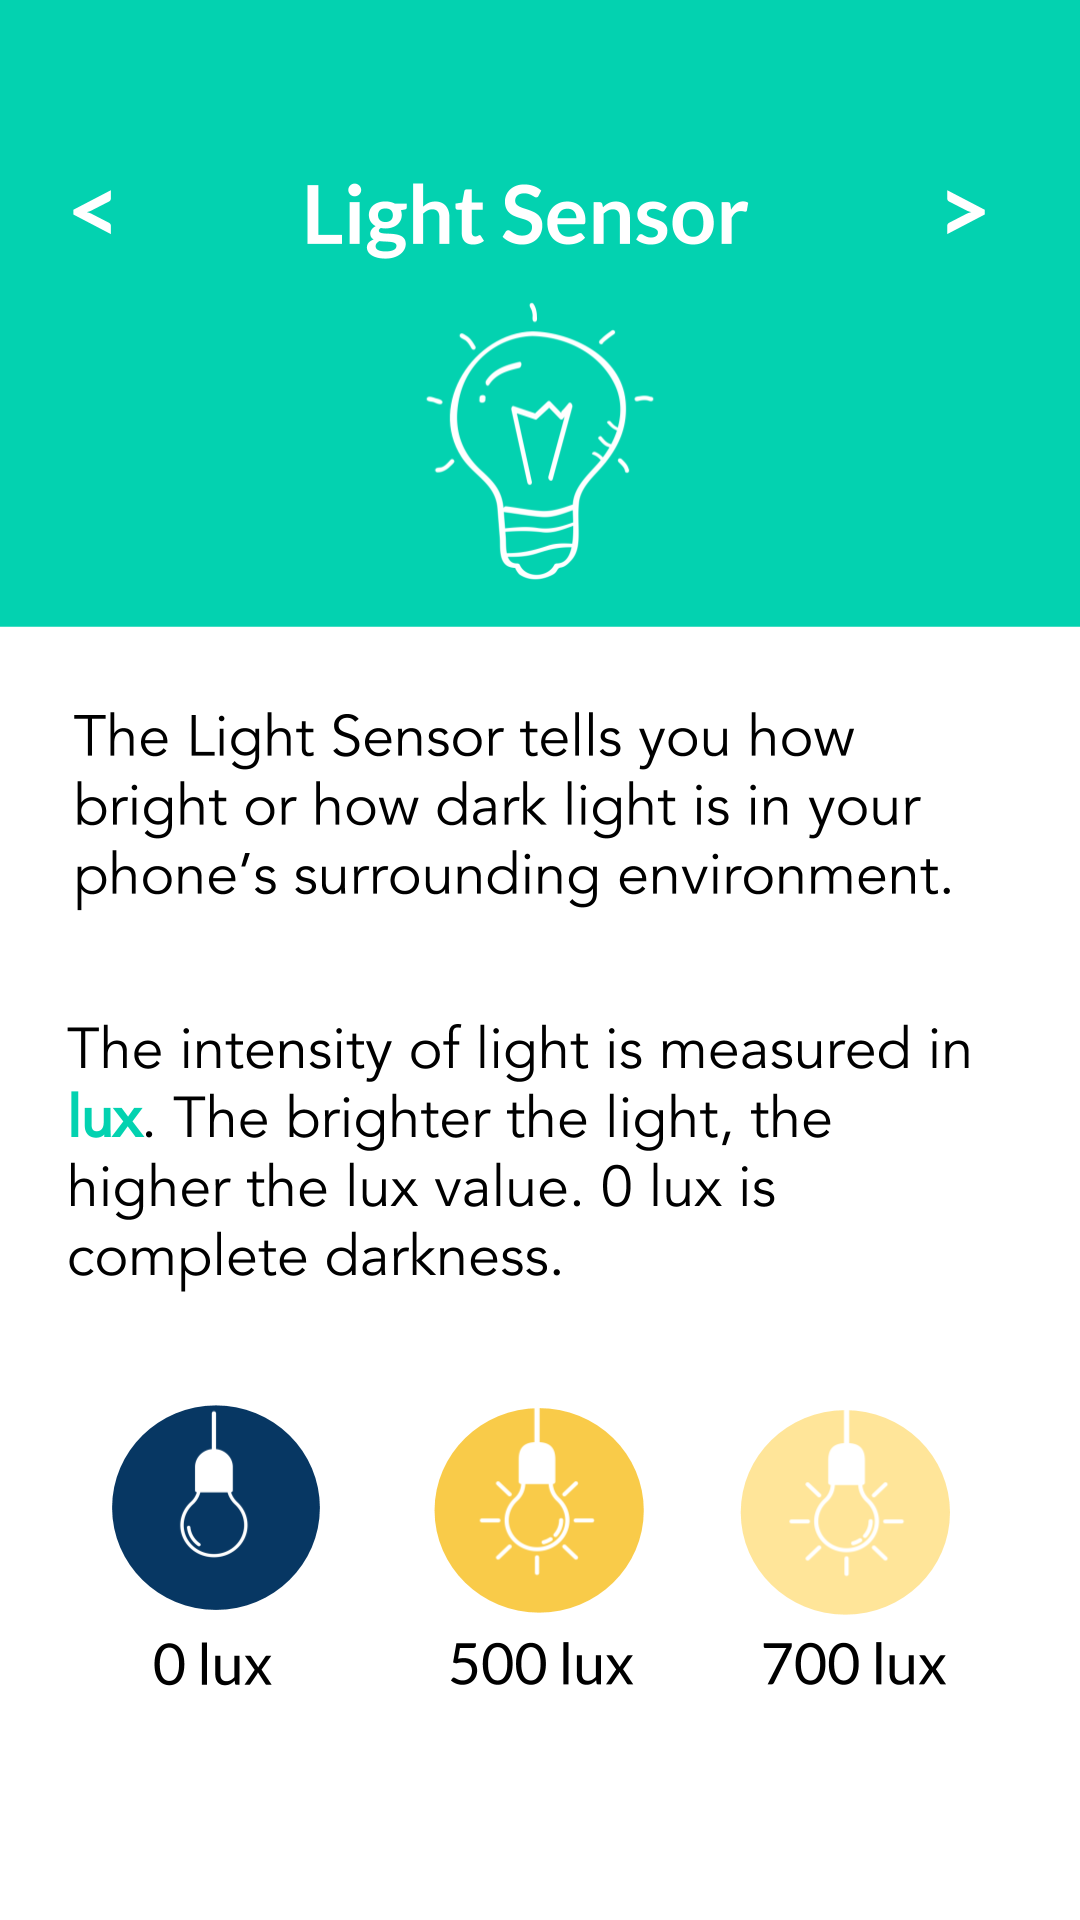 < Light Sensor >
The Light Sensor tells you how
bright or how dark light is in your
phone’s surrounding environment.
The intensity of light is measured in
lux. The brighter the light, the
higher the lux value. 0 lux is
complete darkness.
0 lux 500 lux 700 lux